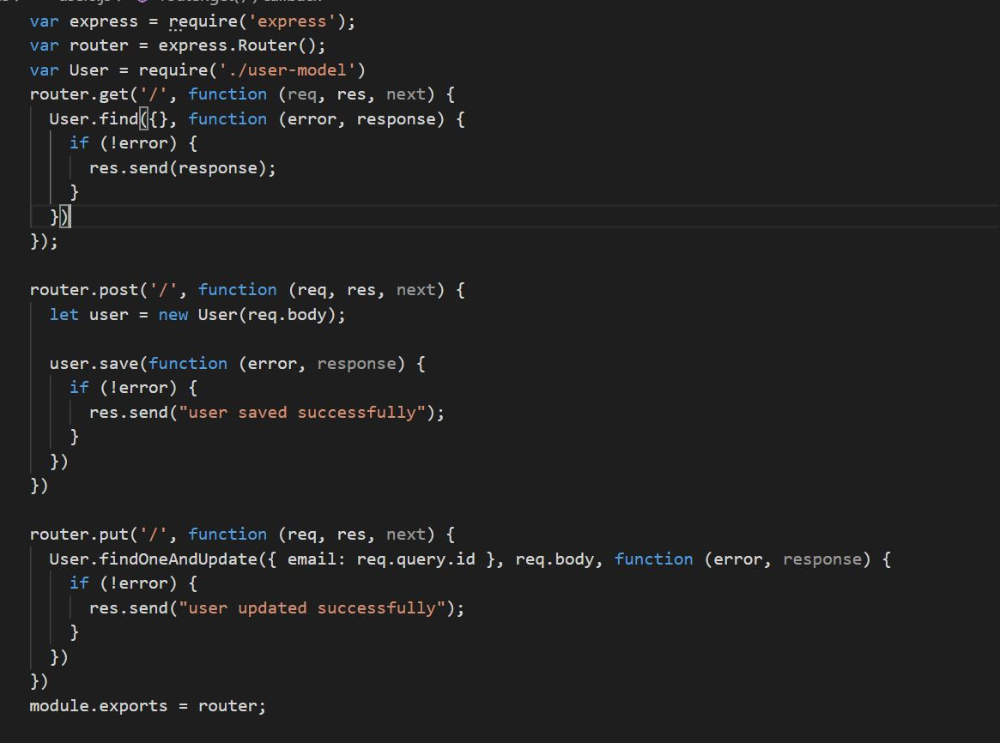 var express = require('express');
var router = express.Router();
var User = require('./user-model')
router.get('/', function (req, res, next) {
  User.find({}, function (error, response) {
    if (!error) {
      res.send(response);
    }
  })
});

router.post('/', function (req, res, next) {
  let user = new User(req.body);

  user.save(function (error, response) {
    if (!error) {
      res.send("user saved successfully");
    }
  })
})

router.put('/', function (req, res, next) {
  User.findOneAndUpdate({ email: req.query.id }, req.body, function (error, response) {
    if (!error) {
      res.send("user updated successfully");
    }
  })
})
module.exports = router;